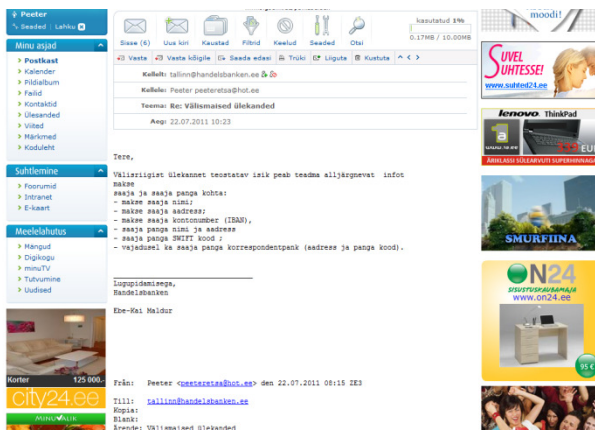 Peeter
Seaded | Lahku
Minu asjad
Postkast
Kalender
Pildialbum
Failid
Kontaktid
Ülesanded
Viited
Märkmed
Koduleht
Suhtlemine
Foorumid
Intranet
E-kaart
Meelelahutus
Mängud
Digikogu
minuTV
Tutvumine
Uudised
Korter 125 000.-
city24.ee
MINUVALIK
Sisse (6) Uus kiri Kaustad Filtrid Keelud Seaded Otsi
kasutatud 1%
0.17MB / 10.00MB
Vasta Vasta kõigile Saada edasi Trüki Liiguta Kustuta
Kellelt: tallinn@handelsbanken.ee
Kellele: Peeter peeteretsa@hot.ee
Teema: Re: Välismaised ülekanded
Aeg: 22.07.2011 10:23
Tere,
Välisriigist ülekannet teostatav isik peab teadma alljärgnevat infot
makse
saaja ja saaja panga kohta:
- makse saaja nimi;
- makse saaja aadress;
- makse saaja kontonumber (IBAN),
- saaja panga nimi ja aadress
- saaja panga SWIFT kood ;
- vajadusel ka saaja panga korrespondentpank (aadress ja panga kood).
Lugupidamisega,
Handelsbanken
Ebe-Kai Maldur
Från: Peeter <peeteretsa@hot.ee> den 22.07.2011 08:15 ZE3
Till: tallinn@handelsbanken.ee
Kopia:
Blank:
Ärende: Välismaised ülekanded
moodi!
SUVEL
SUHTESSE!
www.suhted24.ee
lenovo ThinkPad
EUR
ÄRIKLASSI SÜLEARVUTI SUPERHINNAGA
SMURFIINA
ON24
SISUSTUSKAUBAMAJA
www.on24.ee
95 €